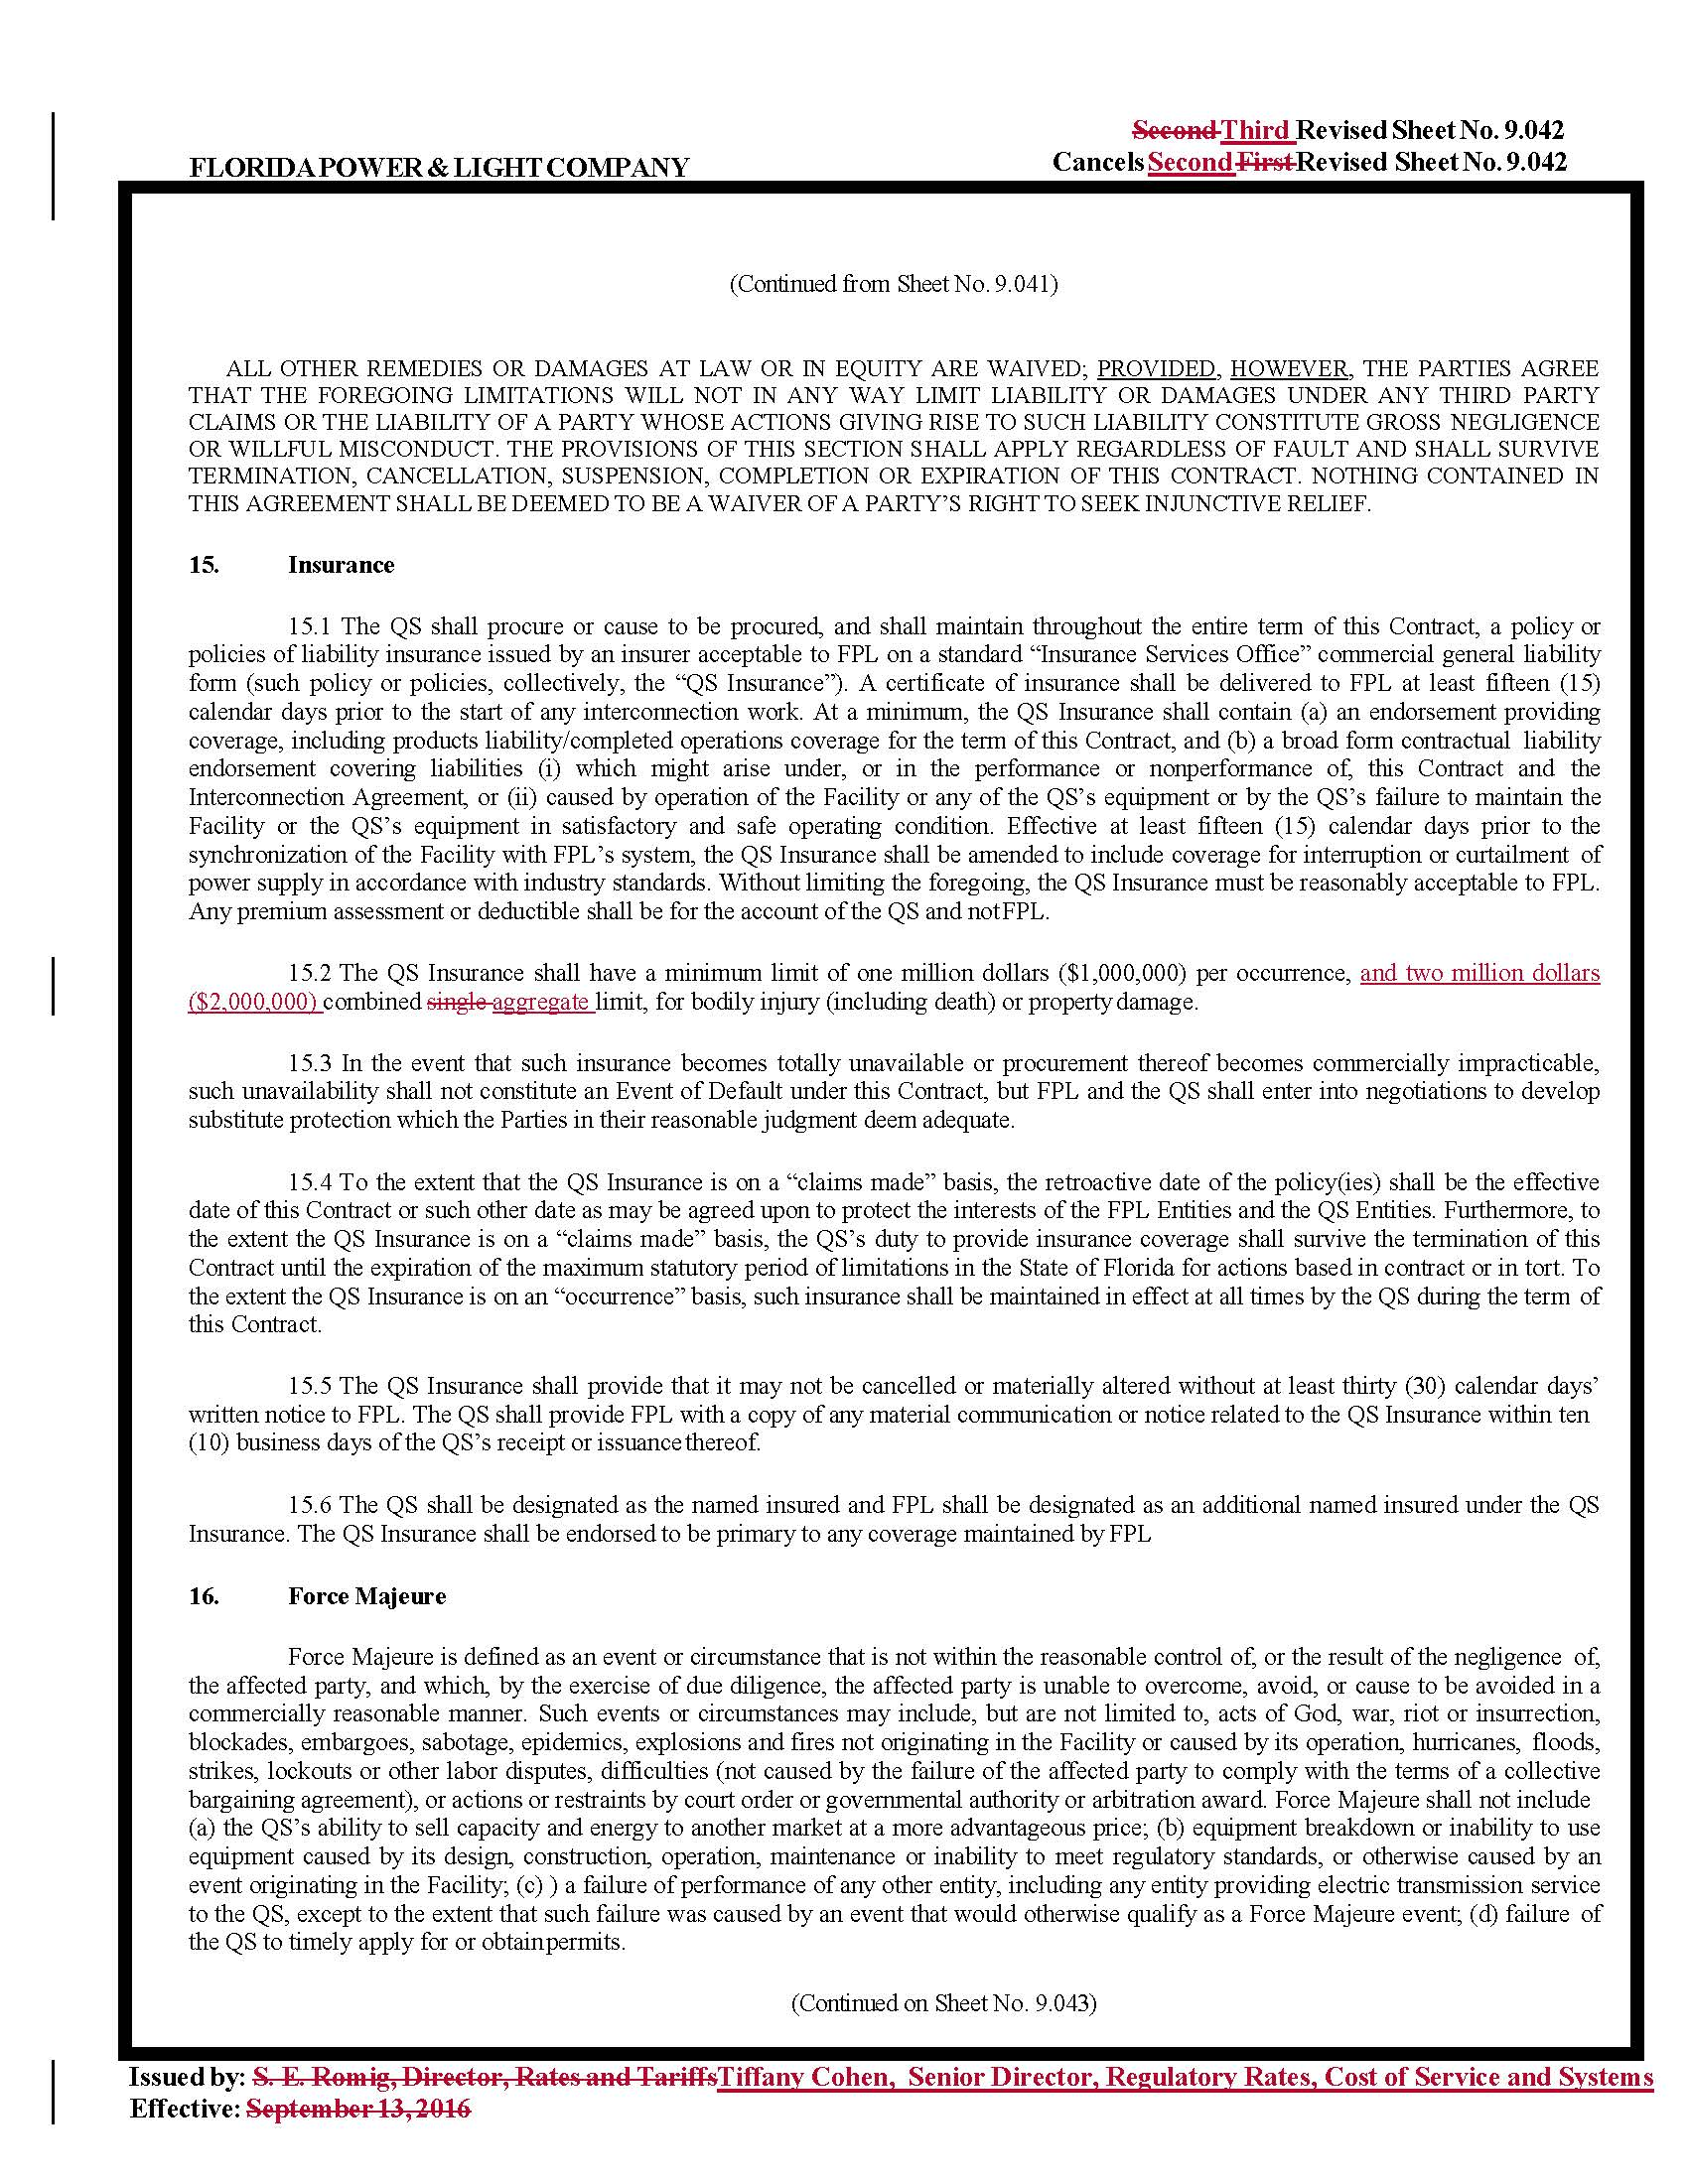 Second Third Revised Sheet No. 9.042
FLORIDA POWER & LIGHT COMPANY
Cancels Second First Revised Sheet No. 9.042
(Continued from Sheet No. 9.041)
ALL OTHER REMEDIES OR DAMAGES AT LAW OR IN EQUITY ARE WAIVED; PROVIDED, HOWEVER, THE PARTIES AGREE
THAT THE FOREGOING LIMITATIONS WILL NOT IN ANY WAY LIMIT LIABILITY OR DAMAGES UNDER ANY THIRD PARTY
CLAIMS OR THE LIABILITY OF A PARTY WHOSE ACTIONS GIVING RISE TO SUCH LIABILITY CONSTITUTE GROSS NEGLIGENCE
OR WILLFUL MISCONDUCT. THE PROVISIONS OF THIS SECTION SHALL APPLY REGARDLESS OF FAULT AND SHALL SURVIVE
TERMINATION, CANCELLATION, SUSPENSION, COMPLETION OR EXPIRATION OF THIS CONTRACT. NOTHING CONTAINED IN
THIS AGREEMENT SHALL BE DEEMED TO BE A WAIVER OF A PARTY’S RIGHT TO SEEK INJUNCTIVE RELIEF.
15. Insurance
15.1 The QS shall procure or cause to be procured, and shall maintain throughout the entire term of this Contract, a policy or
policies of liability insurance issued by an insurer acceptable to FPL on a standard “Insurance Services Office” commercial general liability
form (such policy or policies, collectively, the “QS Insurance”). A certificate of insurance shall be delivered to FPL at least fifteen (15)
calendar days prior to the start of any interconnection work. At a minimum, the QS Insurance shall contain (a) an endorsement providing
coverage, including products liability/completed operations coverage for the term of this Contract, and (b) a broad form contractual liability
endorsement covering liabilities (i) which might arise under, or in the performance or nonperformance of, this Contract and the
Interconnection Agreement, or (ii) caused by operation of the Facility or any of the QS’s equipment or by the QS’s failure to maintain the
Facility or the QS’s equipment in satisfactory and safe operating condition. Effective at least fifteen (15) calendar days prior to the
synchronization of the Facility with FPL’s system, the QS Insurance shall be amended to include coverage for interruption or curtailment of
power supply in accordance with industry standards. Without limiting the foregoing, the QS Insurance must be reasonably acceptable to FPL.
Any premium assessment or deductible shall be for the account of the QS and not FPL.
15.2 The QS Insurance shall have a minimum limit of one million dollars ($1,000,000) per occurrence, and two million dollars
($2,000,000) combined single aggregate limit, for bodily injury (including death) or property damage.
15.3 In the event that such insurance becomes totally unavailable or procurement thereof becomes commercially impracticable,
such unavailability shall not constitute an Event of Default under this Contract, but FPL and the QS shall enter into negotiations to develop
substitute protection which the Parties in their reasonable judgment deem adequate.
15.4 To the extent that the QS Insurance is on a “claims made” basis, the retroactive date of the policy(ies) shall be the effective
date of this Contract or such other date as may be agreed upon to protect the interests of the FPL Entities and the QS Entities. Furthermore, to
the extent the QS Insurance is on a “claims made” basis, the QS’s duty to provide insurance coverage shall survive the termination of this
Contract until the expiration of the maximum statutory period of limitations in the State of Florida for actions based in contract or in tort. To
the extent the QS Insurance is on an “occurrence” basis, such insurance shall be maintained in effect at all times by the QS during the term of
this Contract.
15.5 The QS Insurance shall provide that it may not be cancelled or materially altered without at least thirty (30) calendar days’
written notice to FPL. The QS shall provide FPL with a copy of any material communication or notice related to the QS Insurance within ten
(10) business days of the QS’s receipt or issuance thereof.
15.6 The QS shall be designated as the named insured and FPL shall be designated as an additional named insured under the QS
Insurance. The QS Insurance shall be endorsed to be primary to any coverage maintained by FPL
16. Force Majeure
Force Majeure is defined as an event or circumstance that is not within the reasonable control of, or the result of the negligence of,
the affected party, and which, by the exercise of due diligence, the affected party is unable to overcome, avoid, or cause to be avoided in a
commercially reasonable manner. Such events or circumstances may include, but are not limited to, acts of God, war, riot or insurrection,
blockades, embargoes, sabotage, epidemics, explosions and fires not originating in the Facility or caused by its operation, hurricanes, floods,
strikes, lockouts or other labor disputes, difficulties (not caused by the failure of the affected party to comply with the terms of a collective
bargaining agreement), or actions or restraints by court order or governmental authority or arbitration award. Force Majeure shall not include
(a) the QS’s ability to sell capacity and energy to another market at a more advantageous price; (b) equipment breakdown or inability to use
equipment caused by its design, construction, operation, maintenance or inability to meet regulatory standards, or otherwise caused by an
event originating in the Facility; (c) ) a failure of performance of any other entity, including any entity providing electric transmission service
to the QS, except to the extent that such failure was caused by an event that would otherwise qualify as a Force Majeure event; (d) failure of
the QS to timely apply for or obtain permits.
(Continued on Sheet No. 9.043)
Issued by: S. E. Romig, Director, Rates and TariffsTiffany Cohen, Senior Director, Regulatory Rates, Cost of Service and Systems
Effective: September 13, 2016